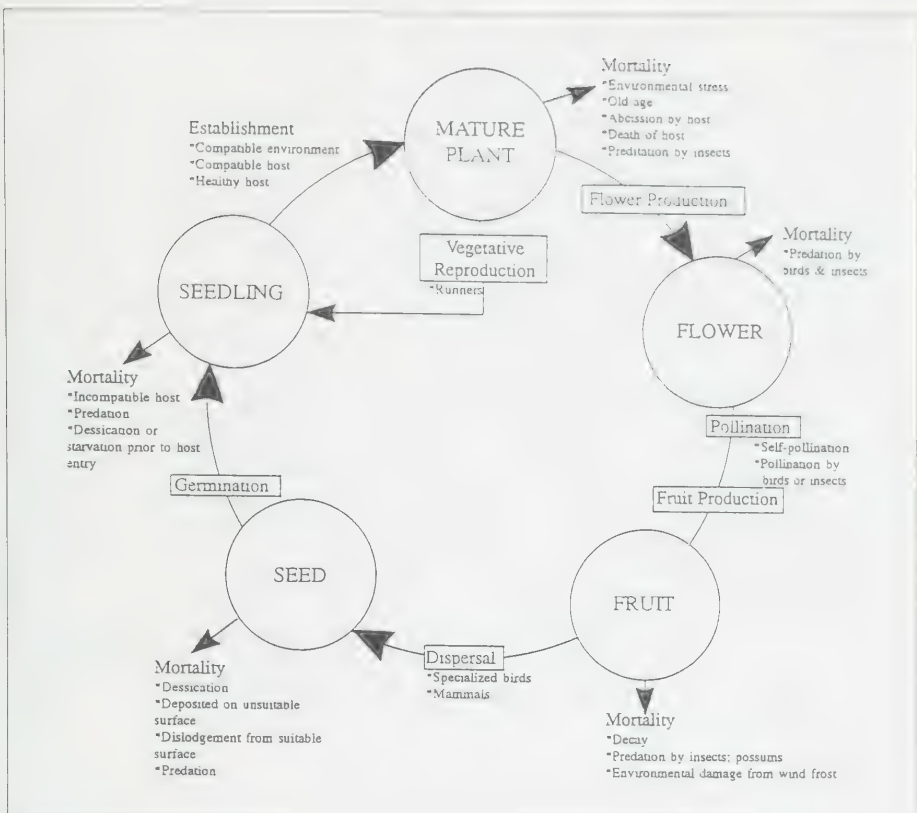 Mortality
*Environmental stress
*Old age
*Abcission by host
*Death of host
*Preditation by insects
MATURE
PLANT
Establishment
*Compatible environment
*Compatible host
*Healthy host
Flower Production
Mortality
*Predation by
birds & insects
Vegetative
Reproduction
*Runners
SEEDLING
FLOWER
Mortality
*Incompatible host
*Predation
*Dessication or
starvation prior to host
entry
Pollination
*Self-pollination
*Pollination by
birds or insects
Germination
Fruit Production
SEED
FRUIT
Dispersal
*Specialized birds
*Mammals
Mortality
*Dessication
*Deposited on unsuitable
surface
*Dislodgement from suitable
surface
*Predation
Mortality
*Decay
*Predation by insects; possums
*Environmental damage from wind frost